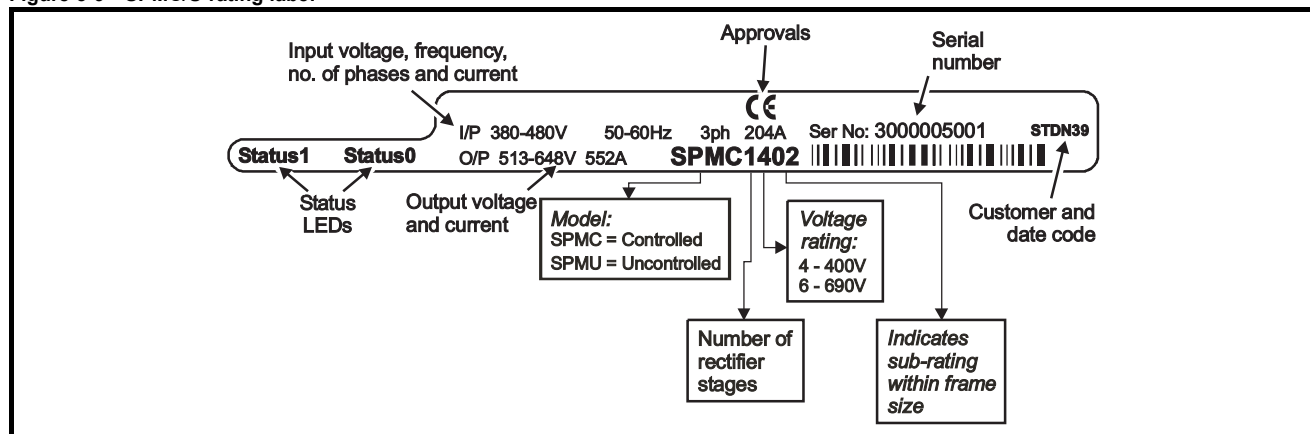 Approvals
Serial
number
Input voltage, frequency,
no. of phases and current
CE
I/P 380-480V 50-60Hz 3ph 204A Ser No: 3000005001 STDN39
Status1 Status0 O/P 513-648V 552A SPMC1402
Status
LEDs
Output voltage
and current
Model:
SPMC = Controlled
SPMU = Uncontrolled
Voltage
rating:
4 - 400V
6 - 690V
Customer and
date code
Number of
rectifier
stages
Indicates
sub-rating
within frame
size